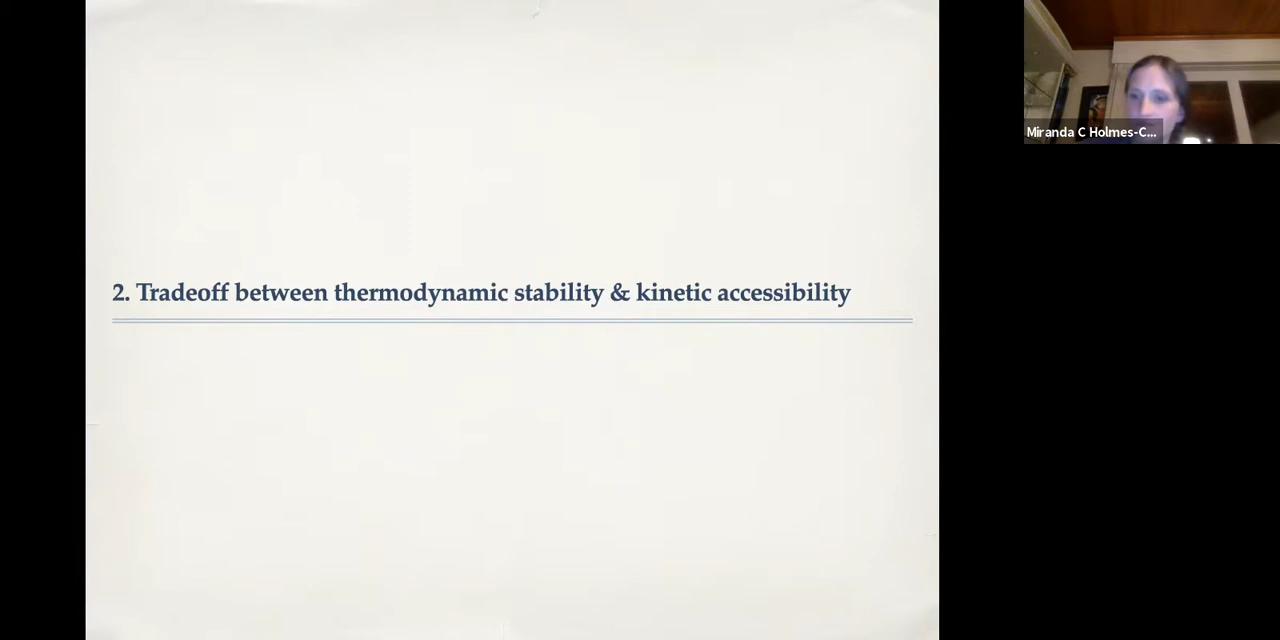 2. Tradeoff between thermodynamic stability & kinetic accessibility
Miranda C Holmes-C...